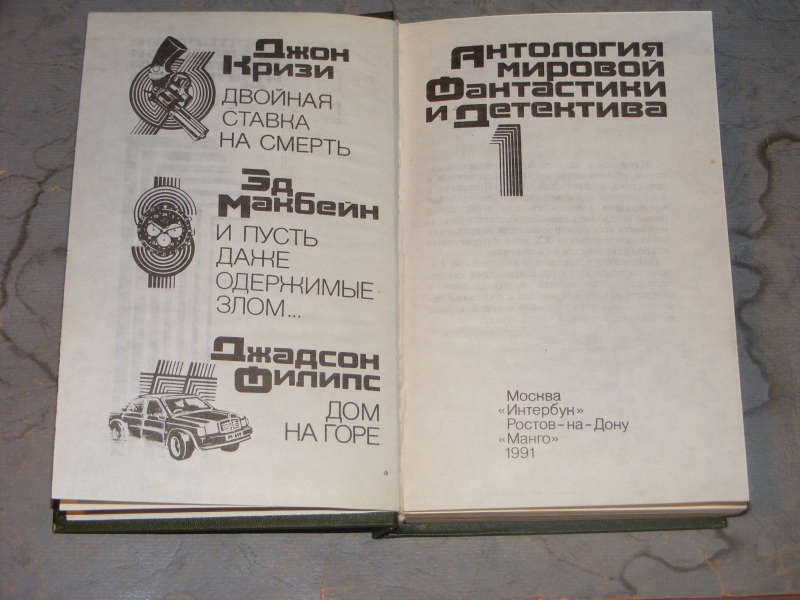 Джон
Кризи
ДВОЙНАЯ
СТАВКА
НА СМЕРТЬ
Эд
Макбейн
И ПУСТЬ
ДАЖЕ
ОДЕРЖИМЫЕ
ЗЛОМ...
Джадсон
Филипс
ДОМ
НА ГОРЕ
Антология
мировой
Фантастики
и Детектива
1
Москва
«Интербук»
Ростов-на-Дону
«Манго»
1991